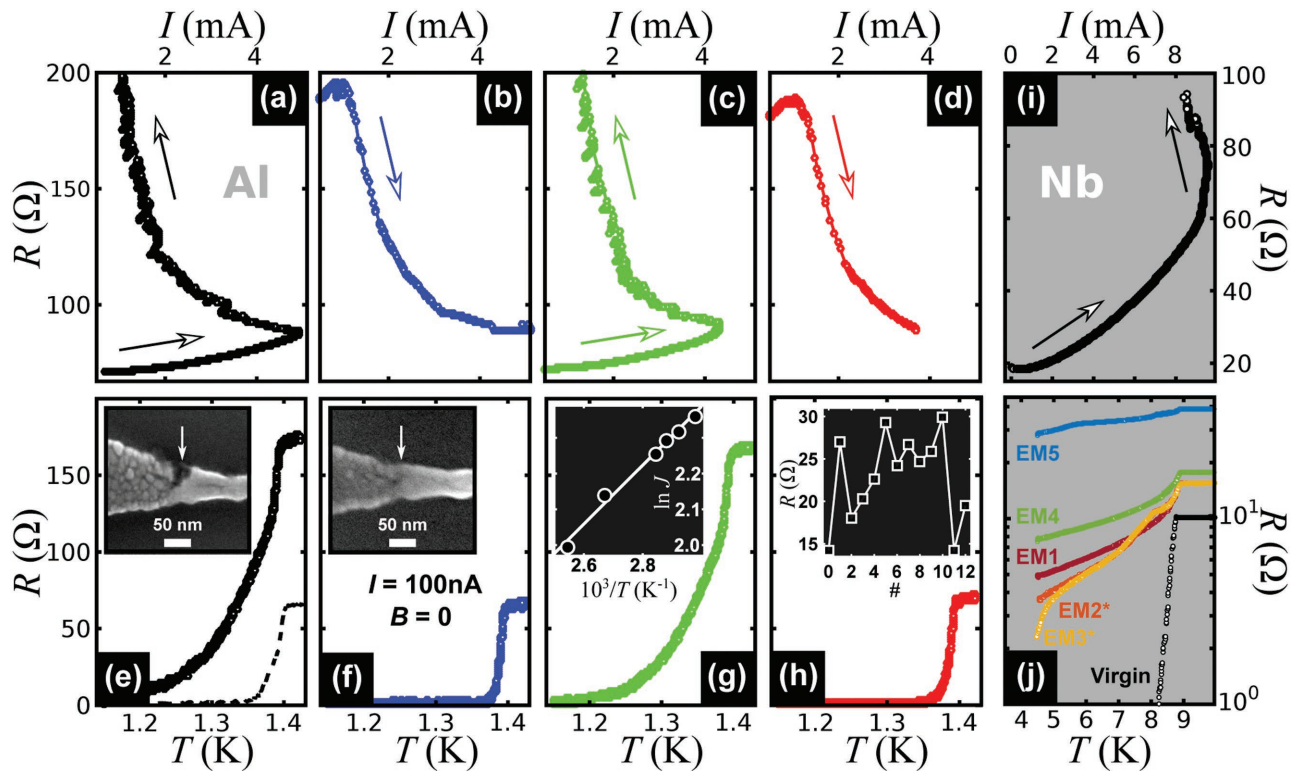 I (mA)
I (mA)
I (mA)
I (mA)
I (mA)
2 4
2 4
2 4
2 4
0 4 8
200
150
100
R (Ω)
(a)
Al
(b)
(c)
(d)
(i)
Nb
100
80
60
40
20
R (Ω)
150
100
50
0
R (Ω)
50 nm
(e)
50 nm
I = 100nA
B = 0
(f)
ln J
2.2
2.1
2.0
2.6 2.8
10³/T (K⁻¹)
(g)
R (Ω)
30
25
20
15
0 2 4 6 8 10 12
#
(h)
EM5
EM4
EM1
EM2*
EM3*
Virgin
(j)
10¹
10⁰
R (Ω)
1.2 1.3 1.4
1.2 1.3 1.4
1.2 1.3 1.4
1.2 1.3 1.4
4 5 6 7 8 9
T (K)
T (K)
T (K)
T (K)
T (K)